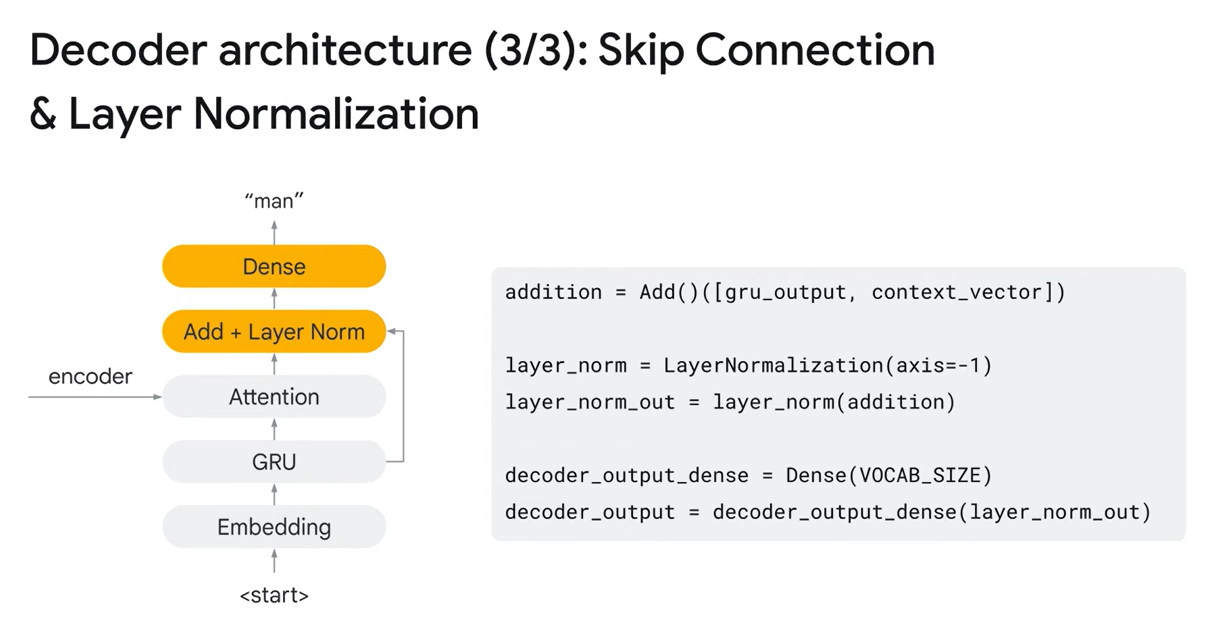 Decoder architecture (3/3): Skip Connection
& Layer Normalization
“man”
Dense
Add + Layer Norm
encoder
Attention
GRU
Embedding
<start>
addition = Add()([gru_output, context_vector])
layer_norm = LayerNormalization(axis=-1)
layer_norm_out = layer_norm(addition)
decoder_output_dense = Dense(VOCAB_SIZE)
decoder_output = decoder_output_dense(layer_norm_out)